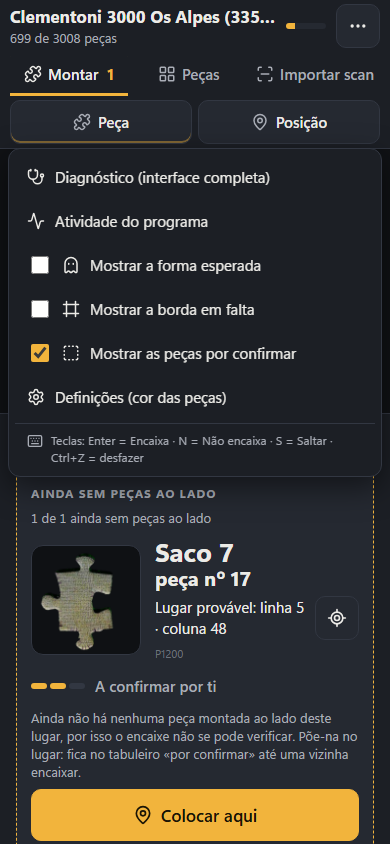 Clementoni 3000 Os Alpes (335...
699 de 3008 peças
Montar 1
Peças
Importar scan
Peça
Posição
Diagnóstico (interface completa)
Atividade do programa
Mostrar a forma esperada
Mostrar a borda em falta
Mostrar as peças por confirmar
Definições (cor das peças)
Teclas: Enter = Encaixa · N = Não encaixa · S = Saltar ·
Ctrl+Z = desfazer
AINDA SEM PEÇAS AO LADO
1 de 1 ainda sem peças ao lado
Saco 7
peça nº 17
Lugar provável: linha 5
· coluna 48
P1200
A confirmar por ti
Ainda não há nenhuma peça montada ao lado deste
lugar, por isso o encaixe não se pode verificar. Põe-na no
lugar: fica no tabuleiro «por confirmar» até uma vizinha
encaixar.
Colocar aqui